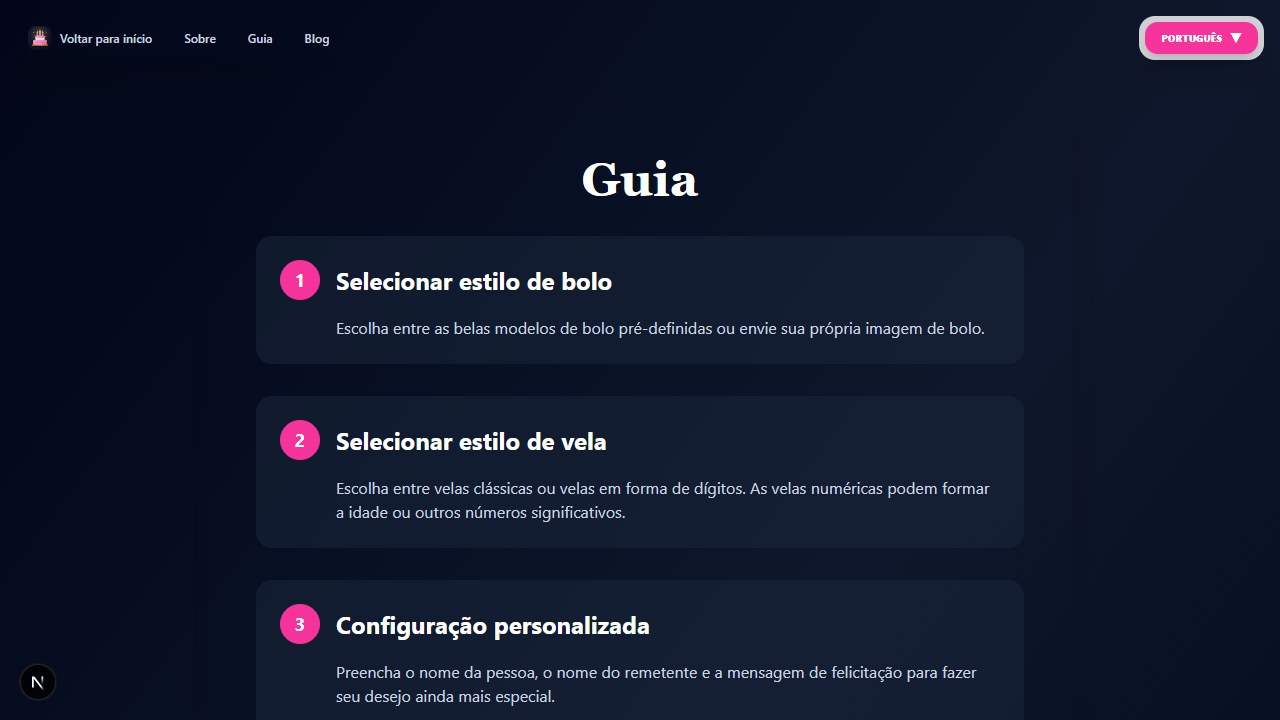 Voltar para início
Sobre
Guia
Blog
PORTUGUÊS ▼
Guia
1
Selecionar estilo de bolo
Escolha entre as belas modelos de bolo pré-definidas ou envie sua própria imagem de bolo.
2
Selecionar estilo de vela
Escolha entre velas clássicas ou velas em forma de dígitos. As velas numéricas podem formar
a idade ou outros números significativos.
3
Configuração personalizada
Preencha o nome da pessoa, o nome do remetente e a mensagem de felicitação para fazer
seu desejo ainda mais especial.
N